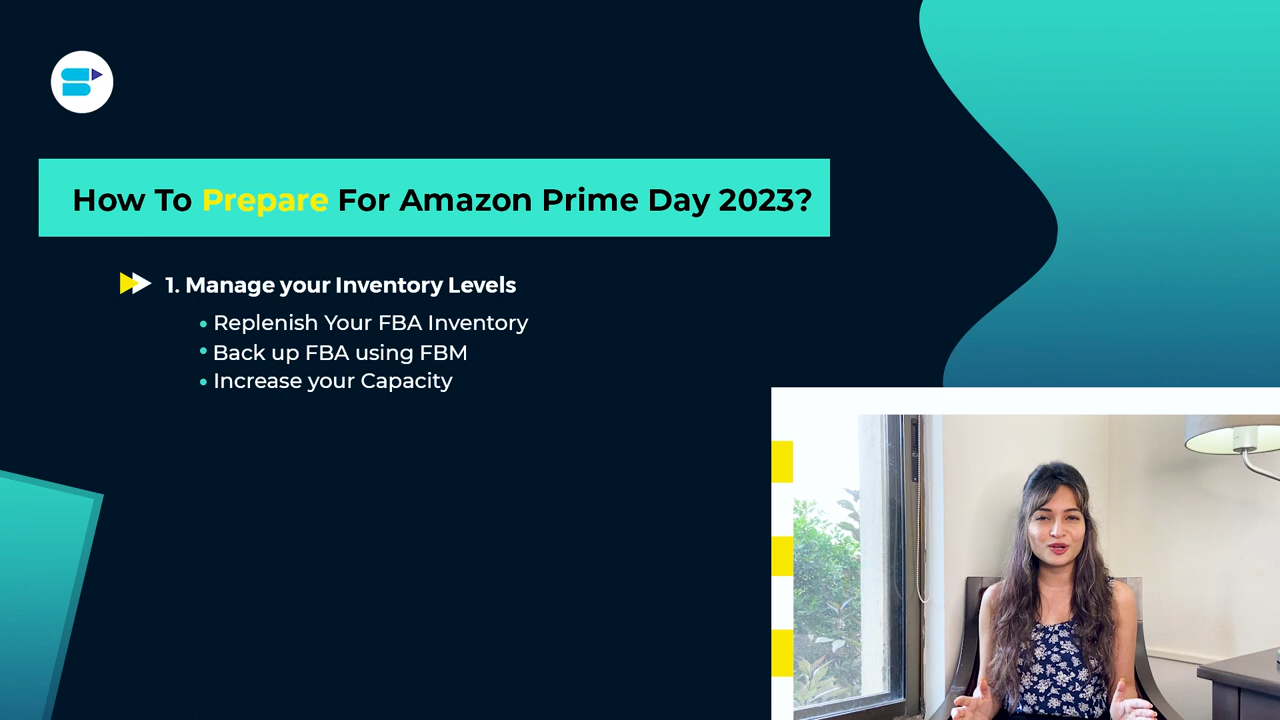 How To Prepare For Amazon Prime Day 2023?
1. Manage your Inventory Levels
• Replenish Your FBA Inventory
• Back up FBA using FBM
• Increase your Capacity